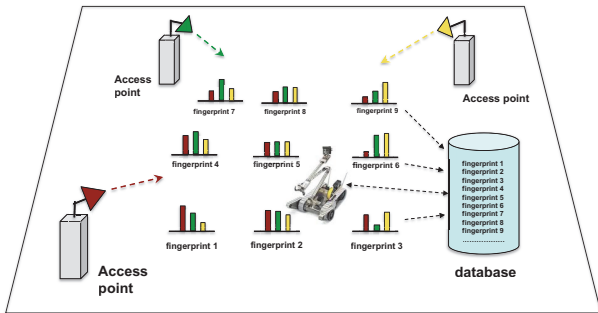 Access
point
Access point
fingerprint 7
fingerprint 8
fingerprint 9
fingerprint 4
fingerprint 5
fingerprint 6
fingerprint 1
fingerprint 2
fingerprint 3
Access
point
fingerprint 1
fingerprint 2
fingerprint 3
fingerprint 4
fingerprint 5
fingerprint 6
fingerprint 7
fingerprint 8
fingerprint 9
...................
database